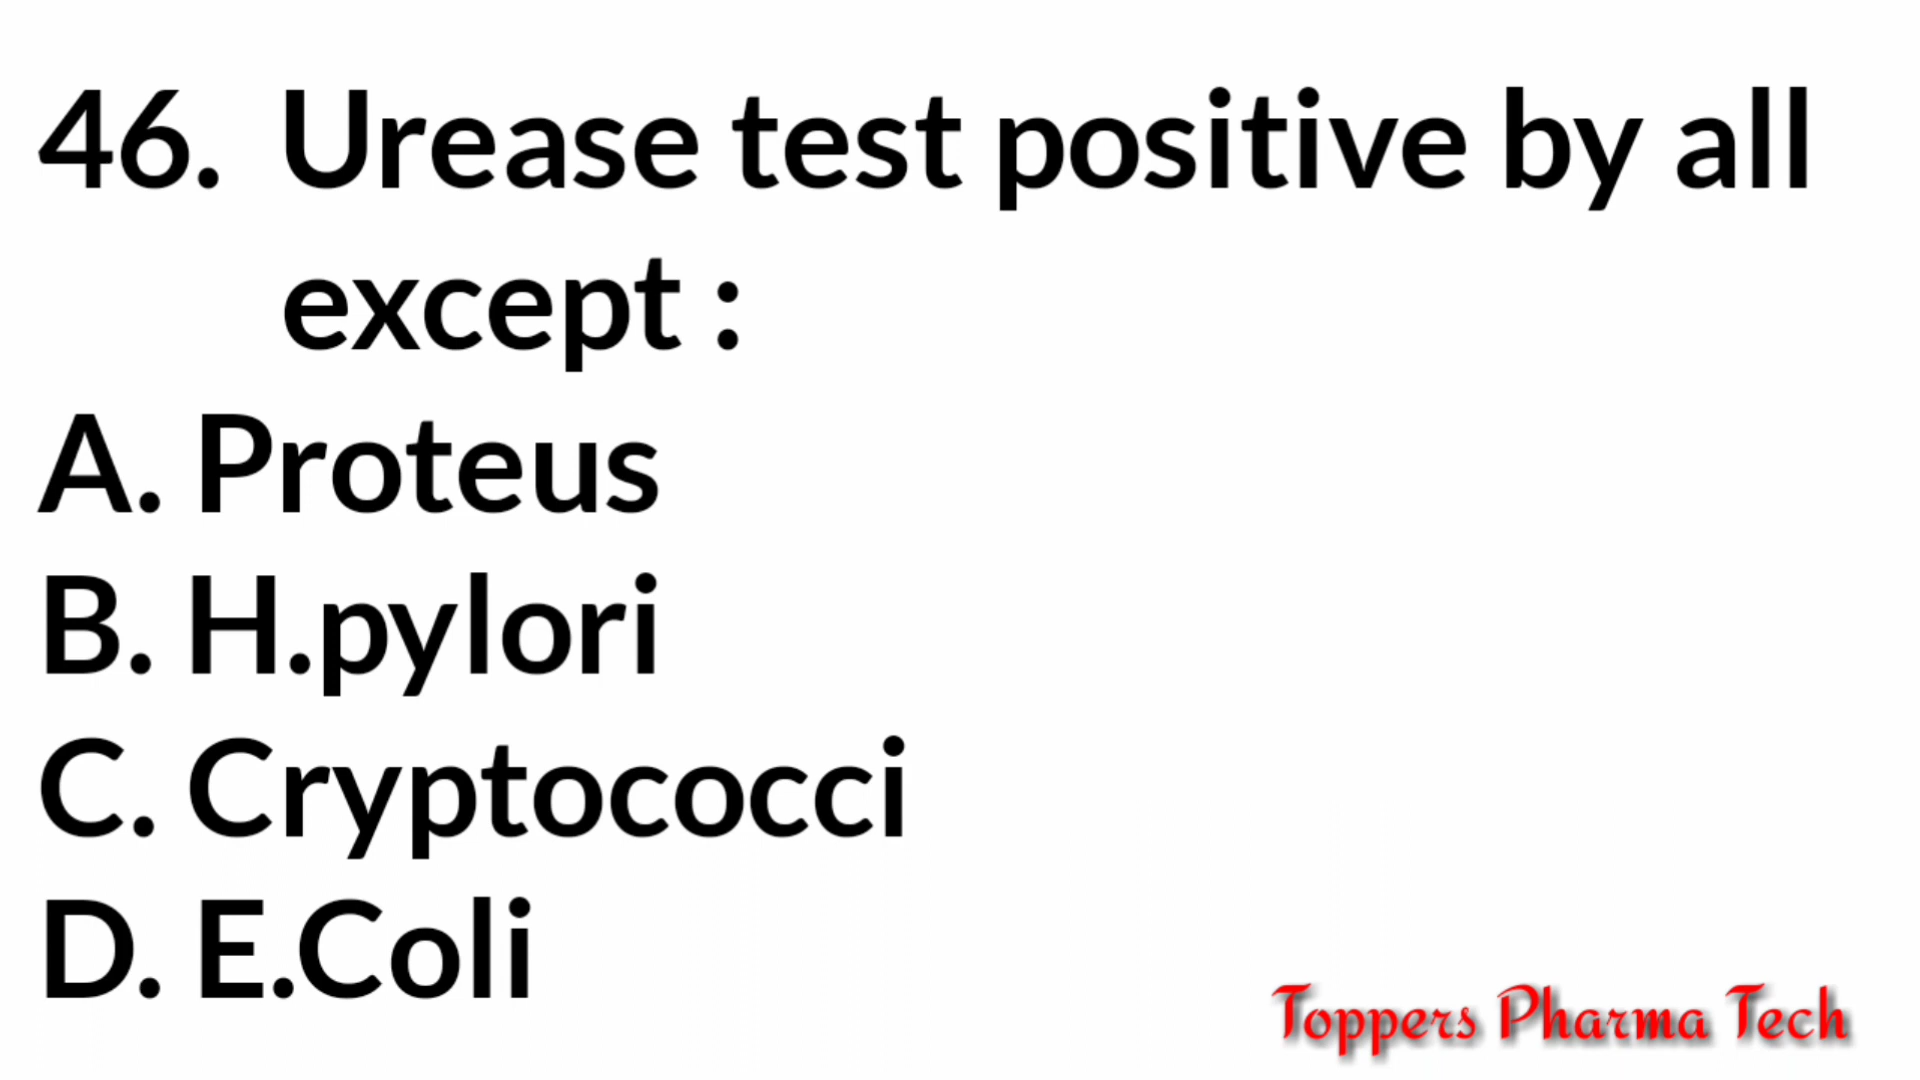 46. Urease test positive by all
except :
A. Proteus
B. H.pylori
C. Cryptococci
D. E.Coli
Toppers Pharma Tech